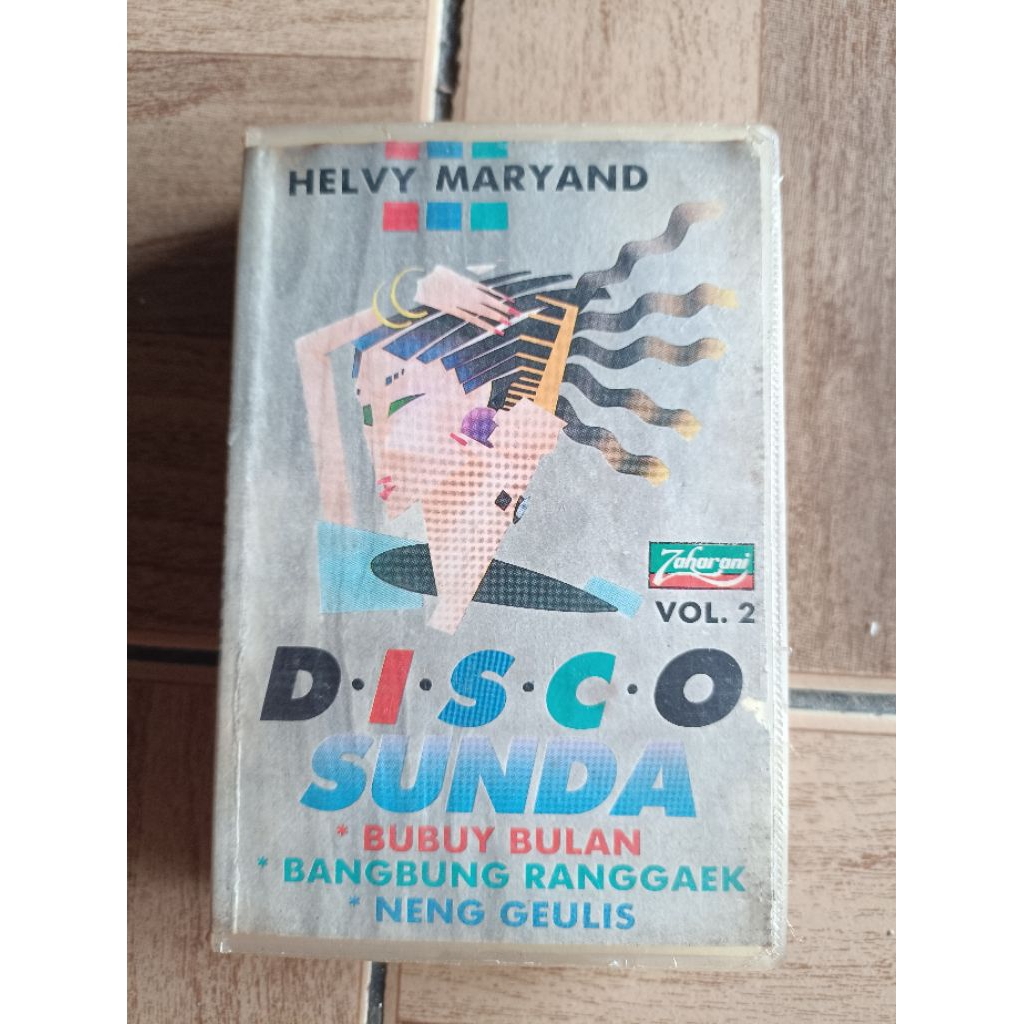 HELVY MARYAND
Zaharani
VOL. 2
D·I·S·C·O
SUNDA
* BUBUY BULAN
* BANGBUNG RANGGAEK
* NENG GEULIS